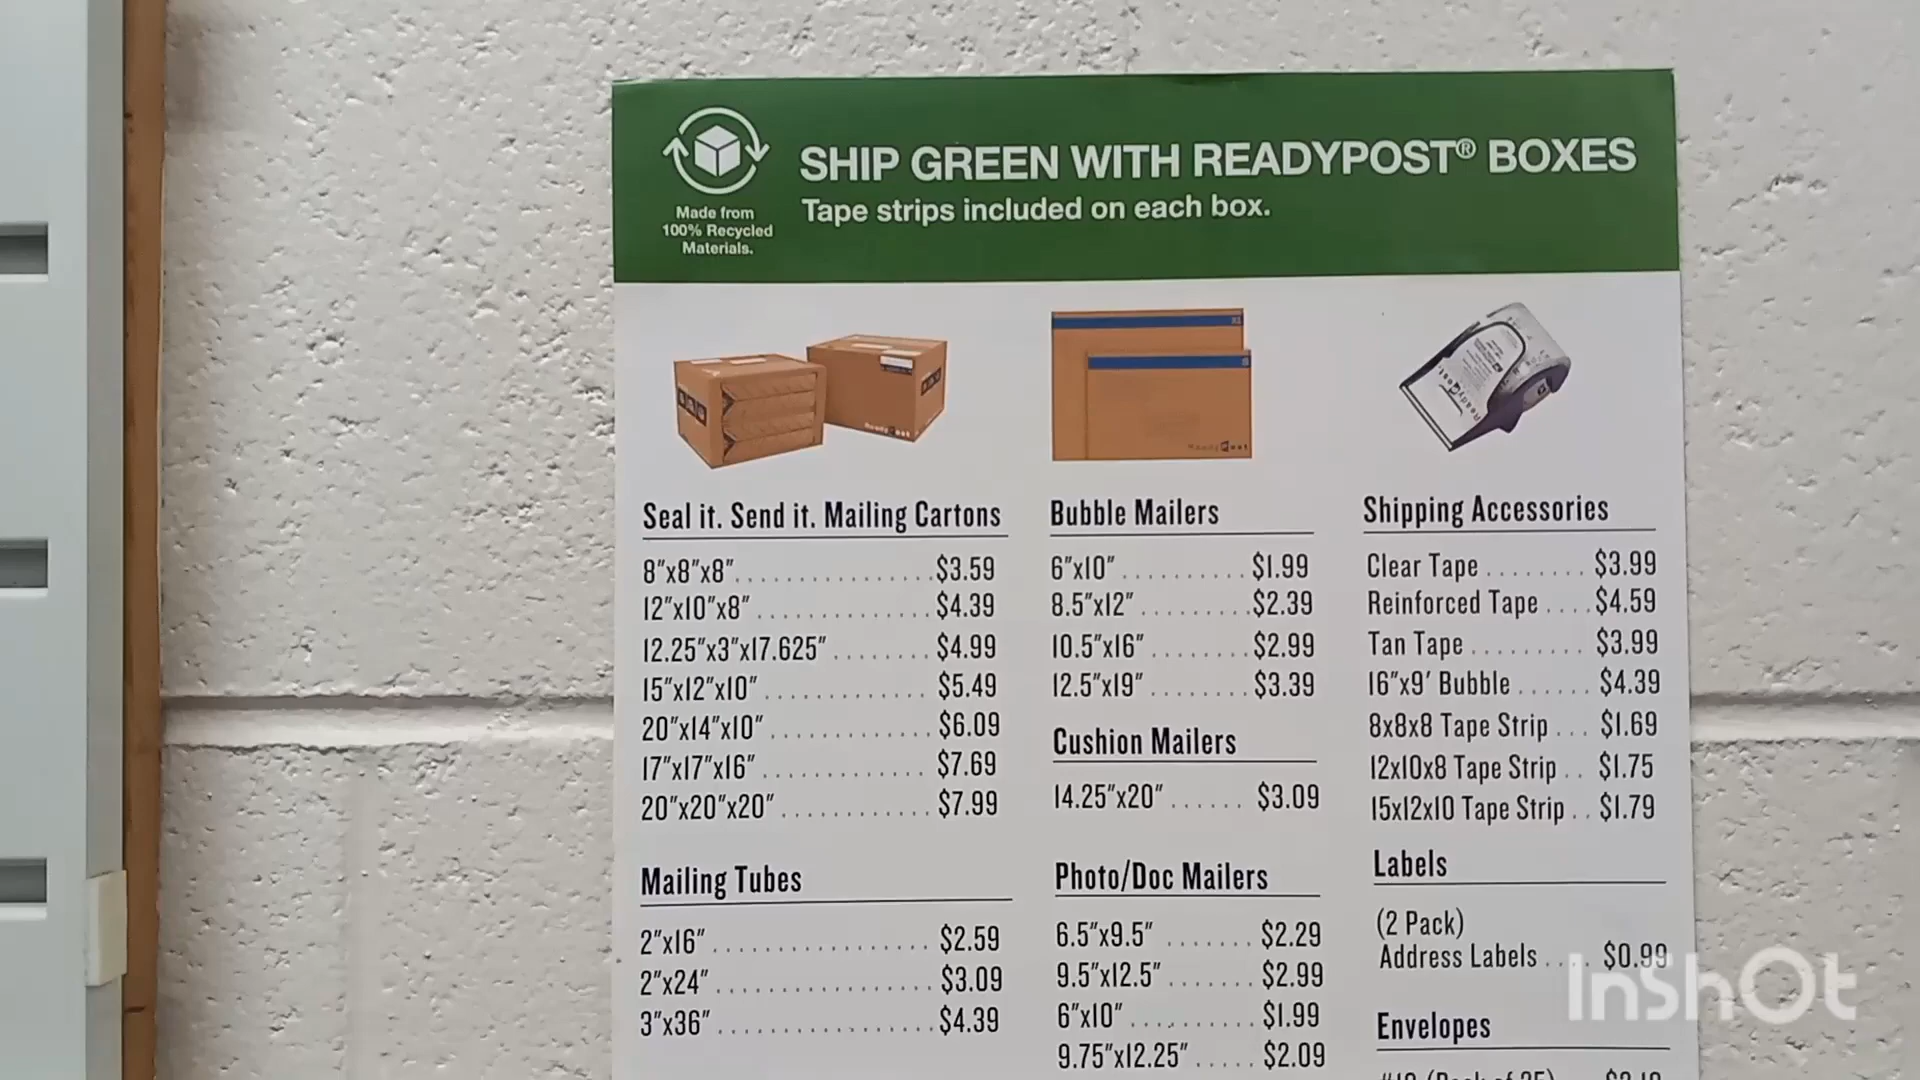 SHIP GREEN WITH READYPOST® BOXES
Tape strips included on each box.
Made from
100% Recycled
Materials.
Seal it. Send it. Mailing Cartons
8"x8"x8" $3.59
12"x10"x8" $4.39
12.25"x3"x17.625" $4.99
15"x12"x10" $5.49
20"x14"x10" $6.09
17"x17"x16" $7.69
20"x20"x20" $7.99
Mailing Tubes
2"x16" $2.59
2"x24" $3.09
3"x36" $4.39
Bubble Mailers
6"x10" $1.99
8.5"x12" $2.39
10.5"x16" $2.99
12.5"x19" $3.39
Cushion Mailers
14.25"x20" $3.09
Photo/Doc Mailers
6.5"x9.5" $2.29
9.5"x12.5" $2.99
6"x10" $1.99
9.75"x12.25" $2.09
Shipping Accessories
Clear Tape $3.99
Reinforced Tape $4.59
Tan Tape $3.99
16"x9' Bubble $4.39
8x8x8 Tape Strip $1.69
12x10x8 Tape Strip $1.75
15x12x10 Tape Strip $1.79
Labels
(2 Pack)
Address Labels $0.99
Envelopes
InShOt